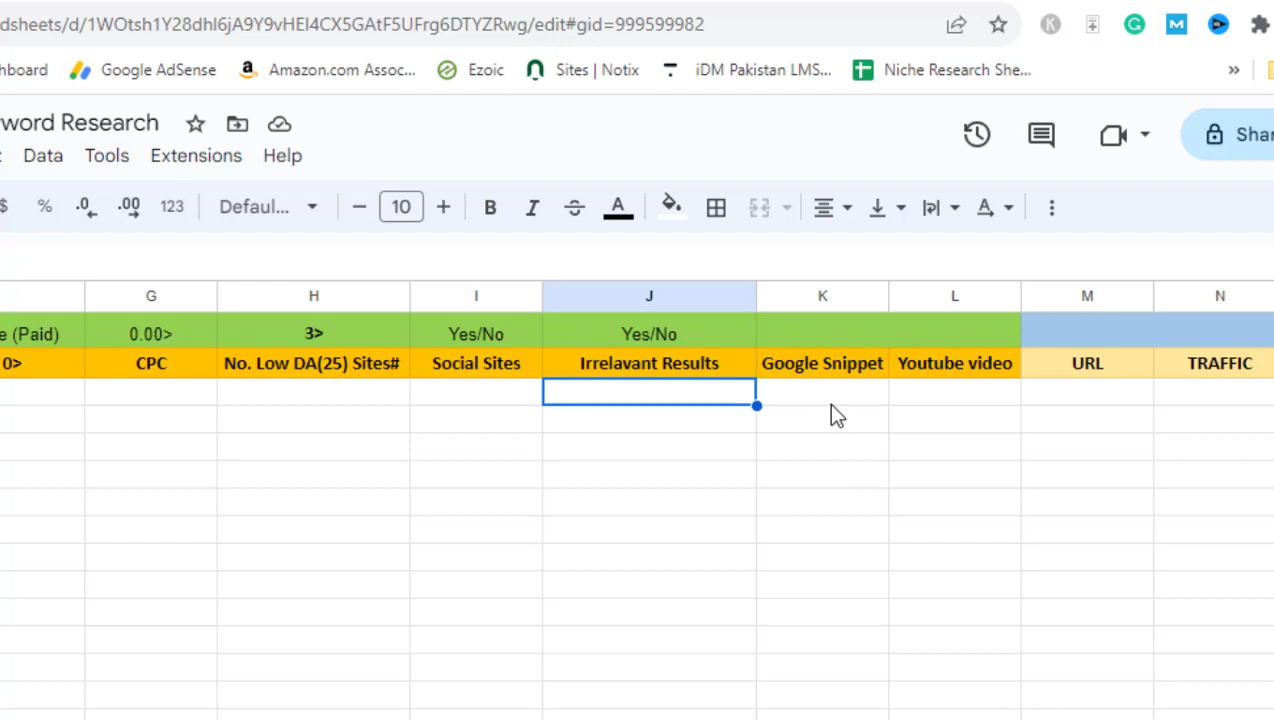 dsheets/d/1WOtsh1Y28dhl6jA9Y9vHEl4CX5GAtF5UFrg6DTYZRwg/edit#gid=999599982
hboard Google AdSense Amazon.com Assoc... Ezoic Sites | Notix iDM Pakistan LMS... Niche Research She... »
word Research
Data Tools Extensions Help
Shar
$ % .0 .00 123 Defaul... − 10 + B I S A
G H I J K L M N
e (Paid) 0.00> 3> Yes/No Yes/No
0> CPC No. Low DA(25) Sites# Social Sites Irrelavant Results Google Snippet Youtube video URL TRAFFIC